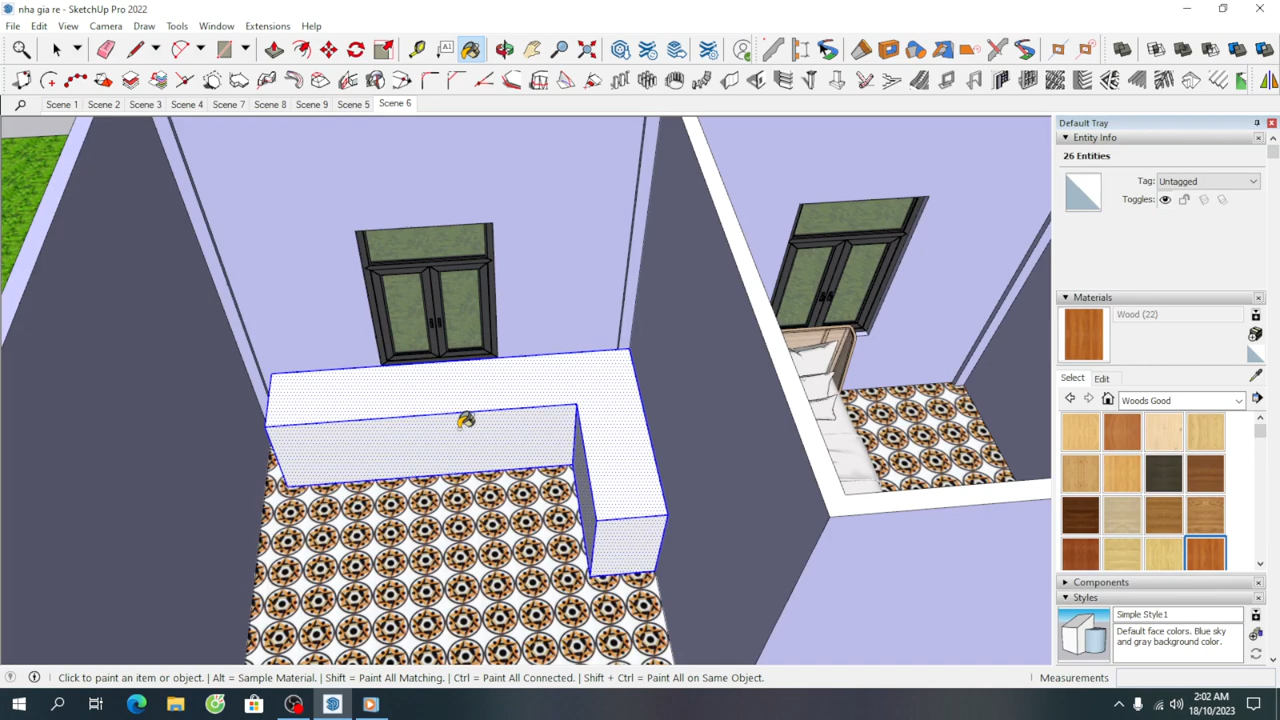 nha gia re - SketchUp Pro 2022
File Edit View Camera Draw Tools Window Extensions Help
Scene 1 Scene 2 Scene 3 Scene 4 Scene 7 Scene 8 Scene 9 Scene 5 Scene 6
Default Tray
Entity Info
26 Entities
Tag: Untagged
Toggles:
Materials
Wood (22)
Select Edit
Woods Good
Components
Styles
Simple Style1
Default face colors. Blue sky
and gray background color.
Click to paint an item or object. | Alt = Sample Material. | Shift = Paint All Matching. | Ctrl = Paint All Connected. | Shift + Ctrl = Paint All on Same Object.
Measurements
2:02 AM
18/10/2023